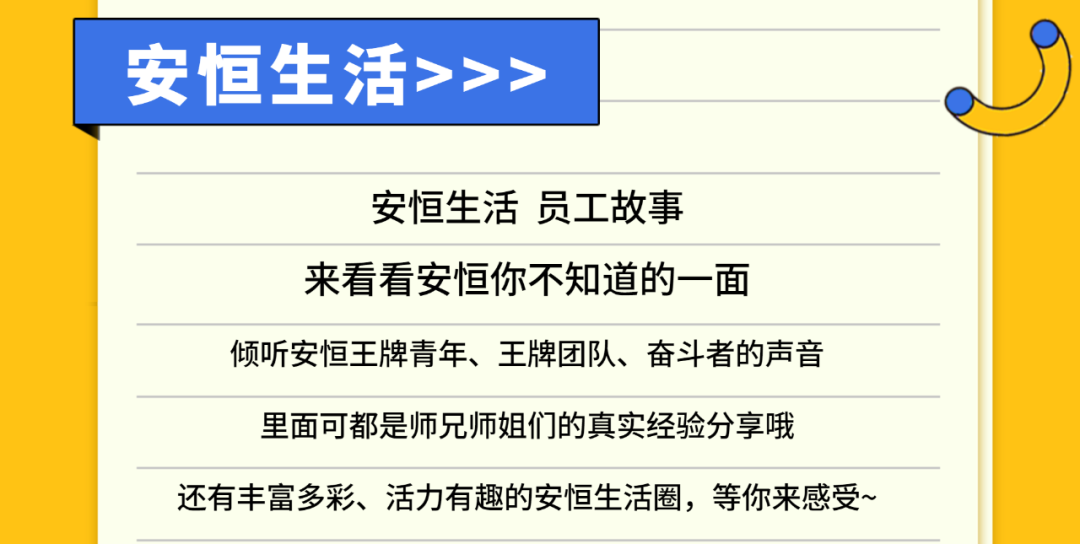 安恒生活>>>
安恒生活 员工故事
来看看安恒你不知道的一面
倾听安恒王牌青年、王牌团队、奋斗者的声音
里面可都是师兄师姐们的真实经验分享哦
还有丰富多彩、活力有趣的安恒生活圈，等你来感受~